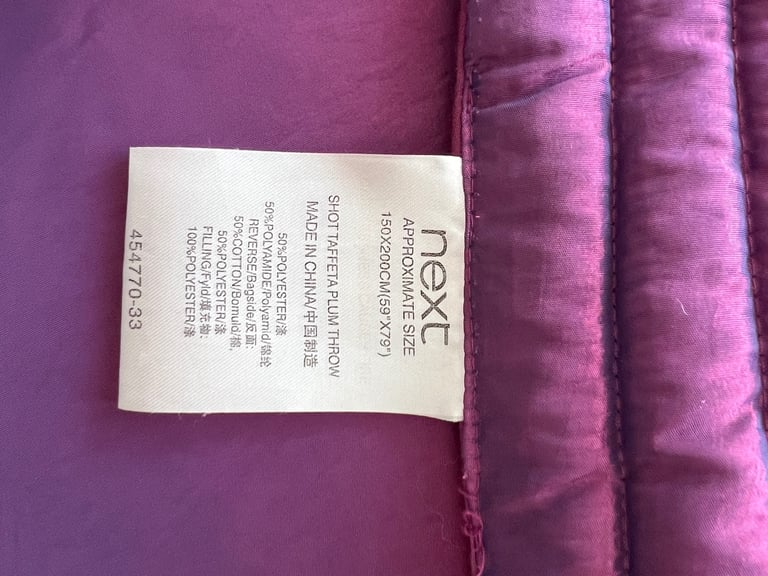 next
APPROXIMATE SIZE
150X200CM(59"X79")
SHOT TAFFETA PLUM THROW
MADE IN CHINA/中国制造
50%POLYESTER/涤
50%POLYAMIDE/Polyamid/锦纶
REVERSE/Bagside/反面:
50%COTTON/Bomuld/棉,
50%POLYESTER/涤
FILLING/Fyld/填充物:
100%POLYESTER/涤
454770-33